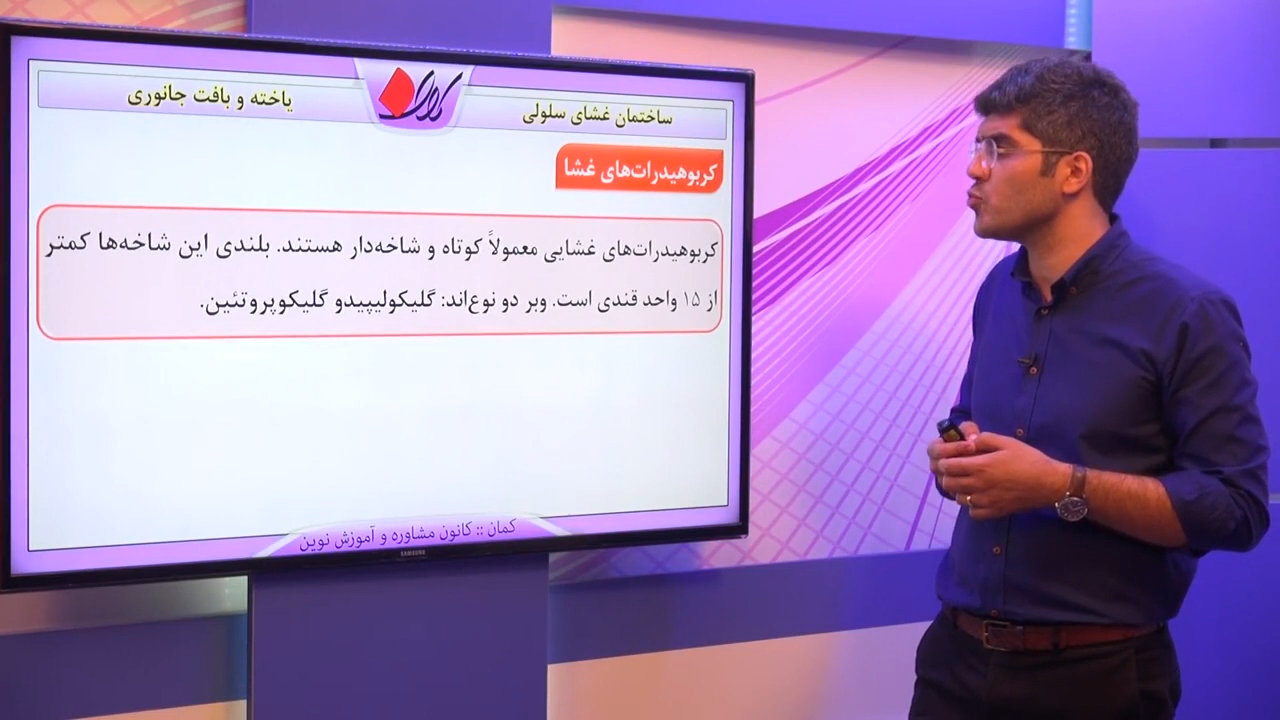 ساختمان غشای سلولی
یاخته و بافت جانوری
کربوهیدرات‌های غشا
کربوهیدرات‌های غشایی معمولاً کوتاه و شاخه‌دار هستند. بلندی این شاخه‌ها کمتر
از ۱۵ واحد قندی است. وبر دو نوع‌اند: گلیکولیپیدو گلیکوپروتئین.
کمان :: کانون مشاوره و آموزش نوین
SAMSUNG